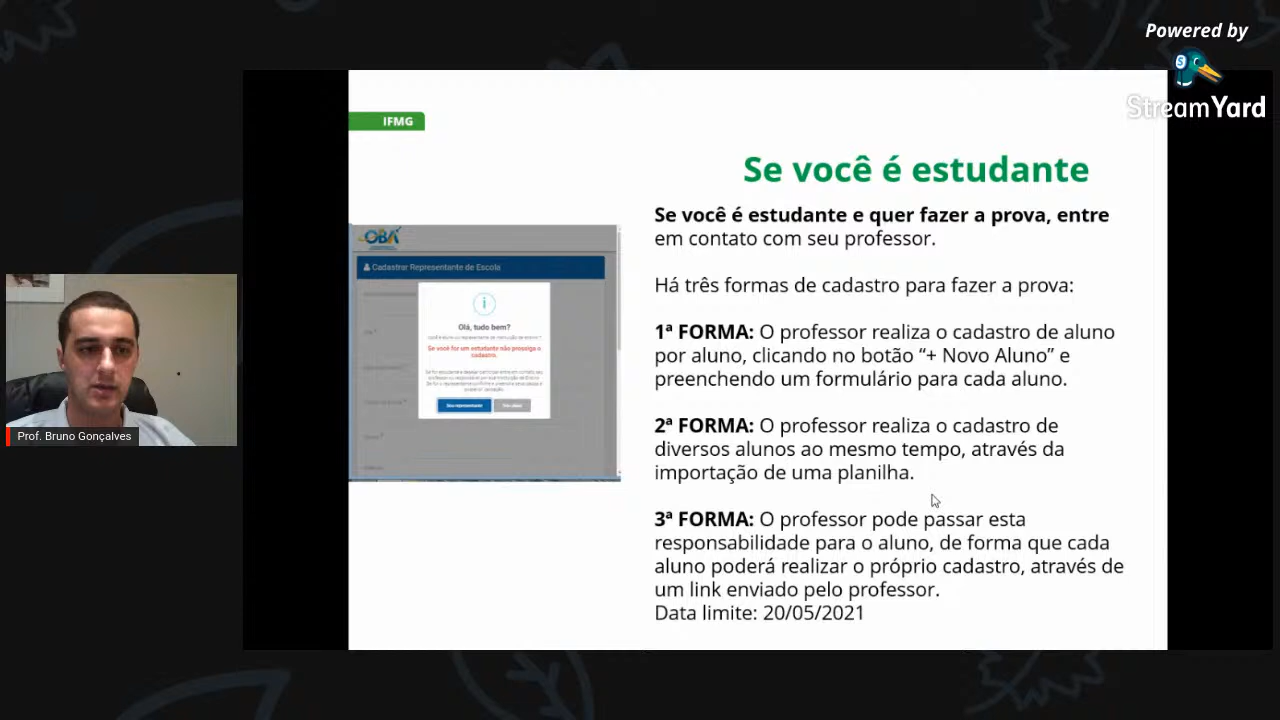 Powered by
StreamYard
IFMG
Se você é estudante
Se você é estudante e quer fazer a prova, entre
em contato com seu professor.
Há três formas de cadastro para fazer a prova:
1ª FORMA: O professor realiza o cadastro de aluno
por aluno, clicando no botão “+ Novo Aluno” e
preenchendo um formulário para cada aluno.
2ª FORMA: O professor realiza o cadastro de
diversos alunos ao mesmo tempo, através da
importação de uma planilha.
3ª FORMA: O professor pode passar esta
responsabilidade para o aluno, de forma que cada
aluno poderá realizar o próprio cadastro, através de
um link enviado pelo professor.
Data limite: 20/05/2021
OBA
Cadastrar Representante de Escola
Olá, tudo bem?
Se você for um estudante não prossiga o
cadastro.
Sou representante
Prof. Bruno Gonçalves